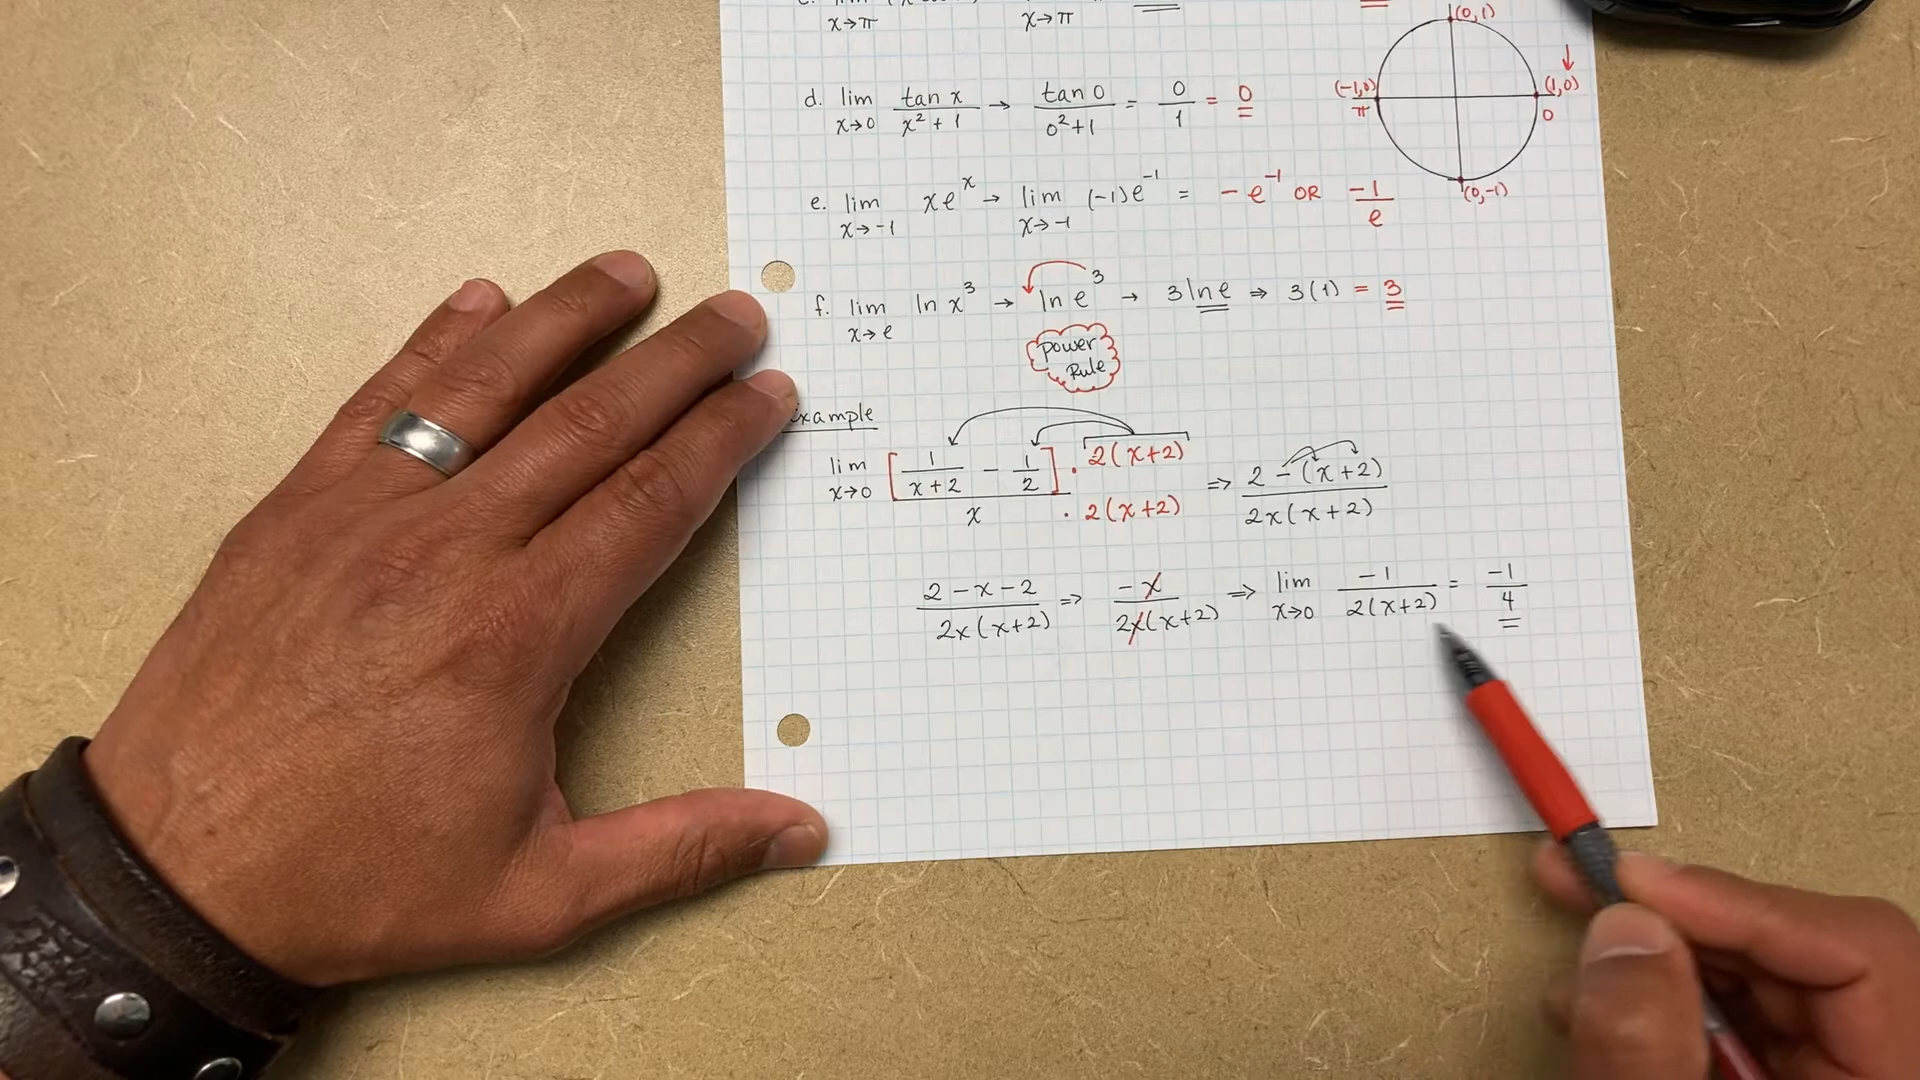 x→π x→π
(0,1)
(-1,0) (1,0)
π 0
(0,-1)
d. lim x→0 tan x / x² + 1 → tan 0 / 0² + 1 = 0/1 = 0
e. lim x→-1 xeˣ → lim x→-1 (-1)e⁻¹ = -e⁻¹ OR -1/e
f. lim x→e ln x³ → ln e³ → 3 ln e ⇒ 3(1) = 3
Power
Rule
Example
lim x→0 [1/(x+2) - 1/2] · 2(x+2) / x · 2(x+2) ⇒ 2 - (x+2) / 2x(x+2)
2 - x - 2 / 2x(x+2) ⇒ -x / 2x(x+2) ⇒ lim x→0 -1 / 2(x+2) = -1/4